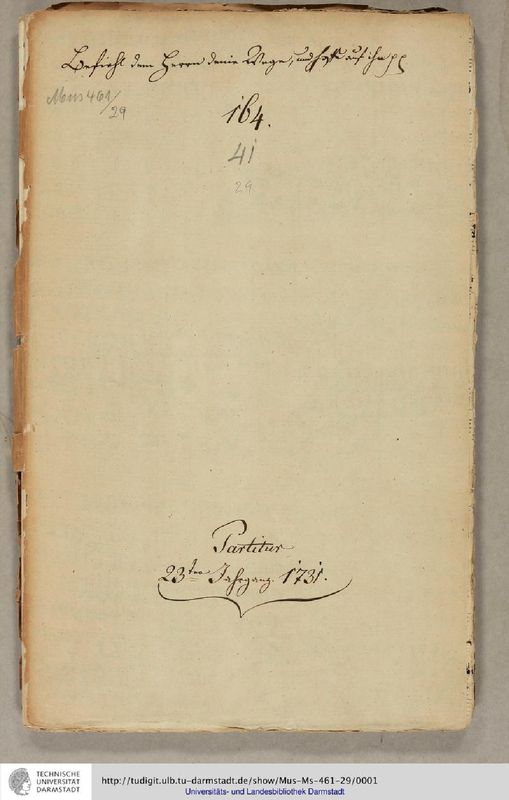 Befiehl dem Herrn deine Wege, und hoffe auf ihn pp
Mus 461/
29
164.
41
29
Partitur
23ter Jahrgang. 1731.
TECHNISCHE
UNIVERSITÄT
DARMSTADT
http://tudigit.ulb.tu-darmstadt.de/show/Mus-Ms-461-29/0001
Universitäts- und Landesbibliothek Darmstadt